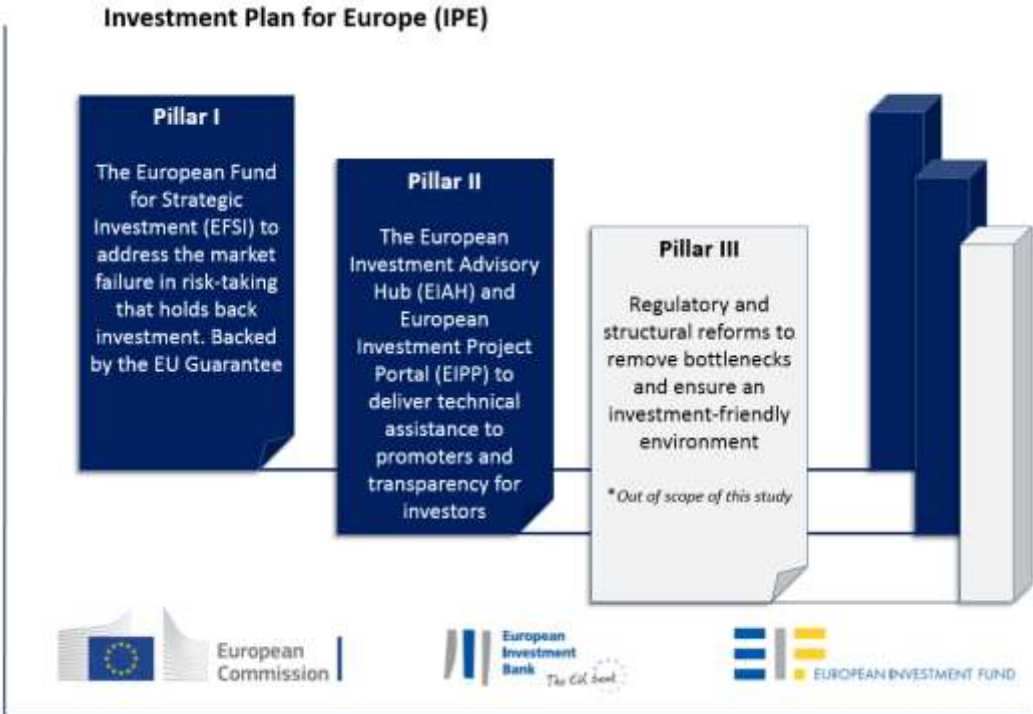 Investment Plan for Europe (IPE)
Pillar I
The European Fund
for Strategic
Investment (EFSI) to
address the market
failure in risk-taking
that holds back
investment. Backed
by the EU Guarantee
Pillar II
The European
Investment Advisory
Hub (EIAH) and
European
Investment Project
Portal (EIPP) to
deliver technical
assistance to
promoters and
transparency for
investors
Pillar III
Regulatory and
structural reforms to
remove bottlenecks
and ensure an
investment-friendly
environment
*Out of scope of this study
European
Commission
European
Investment
Bank
The EU bank
EUROPEAN INVESTMENT FUND